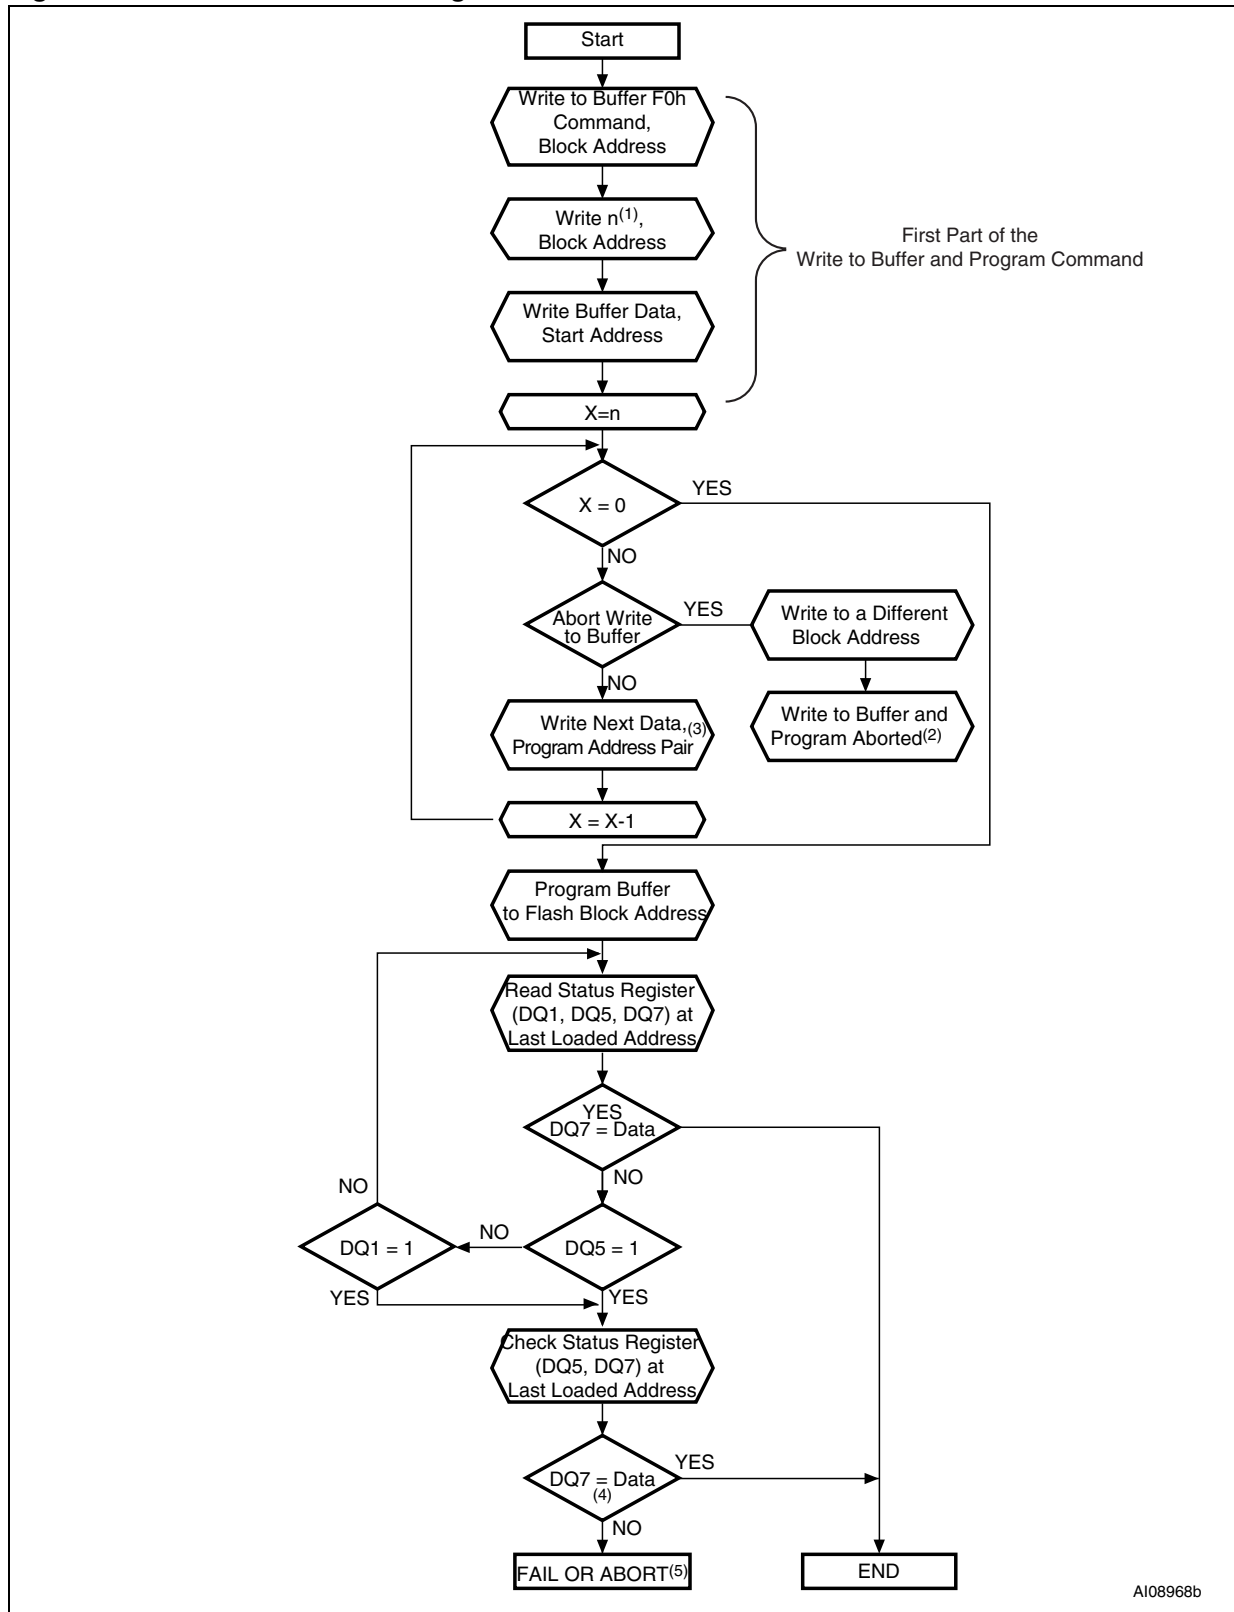 Start
Write to Buffer F0h
Command,
Block Address
Write n(1),
Block Address
First Part of the
Write to Buffer and Program Command
Write Buffer Data,
Start Address
X=n
X = 0
YES
NO
Abort Write
to Buffer
YES
Write to a Different
Block Address
NO
Write Next Data,(3)
Program Address Pair
Write to Buffer and
Program Aborted(2)
X = X-1
Program Buffer
to Flash Block Address
Read Status Register
(DQ1, DQ5, DQ7) at
Last Loaded Address
YES
DQ7 = Data
NO
NO
DQ1 = 1
NO
DQ5 = 1
YES
YES
Check Status Register
(DQ5, DQ7) at
Last Loaded Address
DQ7 = Data
(4)
YES
NO
FAIL OR ABORT(5)
END
AI08968b